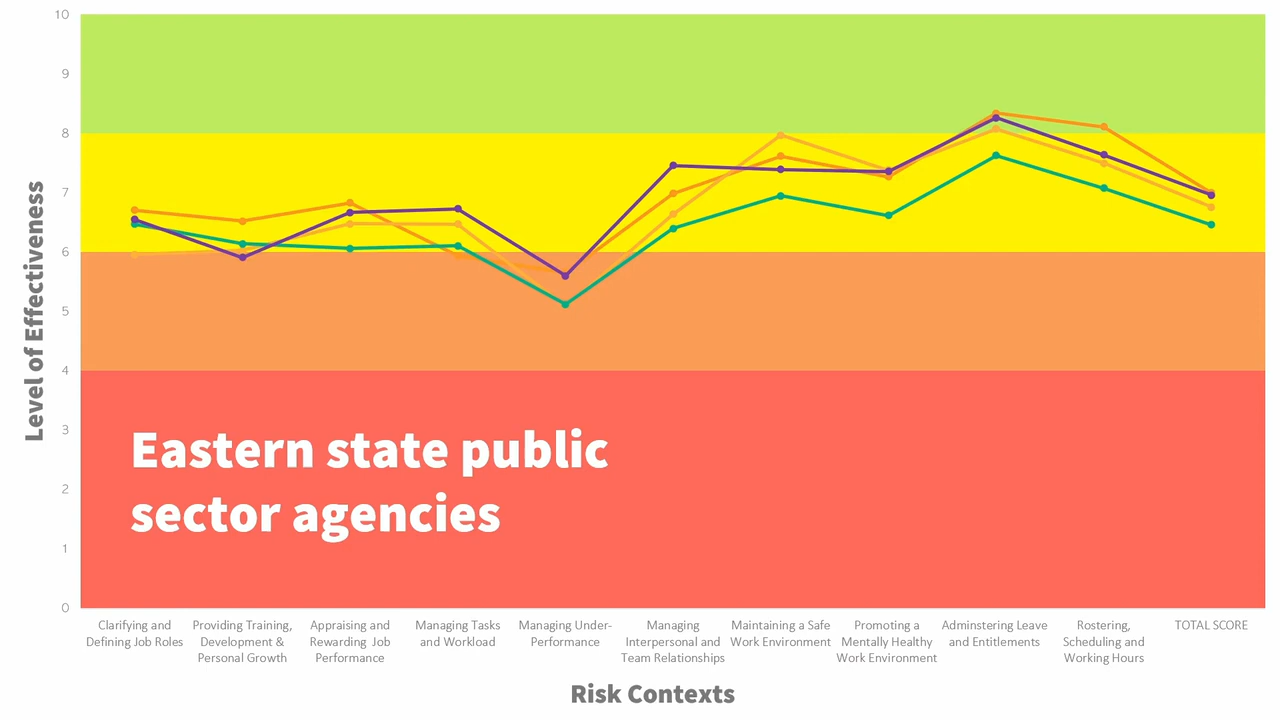 10
9
8
7
6
5
4
3
2
1
0
Level of Effectiveness
Eastern state public
sector agencies
Clarifying and
Defining Job Roles
Providing Training,
Development &
Personal Growth
Appraising and
Rewarding Job
Performance
Managing Tasks
and Workload
Managing Under-
Performance
Managing
Interpersonal and
Team Relationships
Maintaining a Safe
Work Environment
Promoting a
Mentally Healthy
Work Environment
Adminstering Leave
and Entitlements
Rostering,
Scheduling and
Working Hours
TOTAL SCORE
Risk Contexts